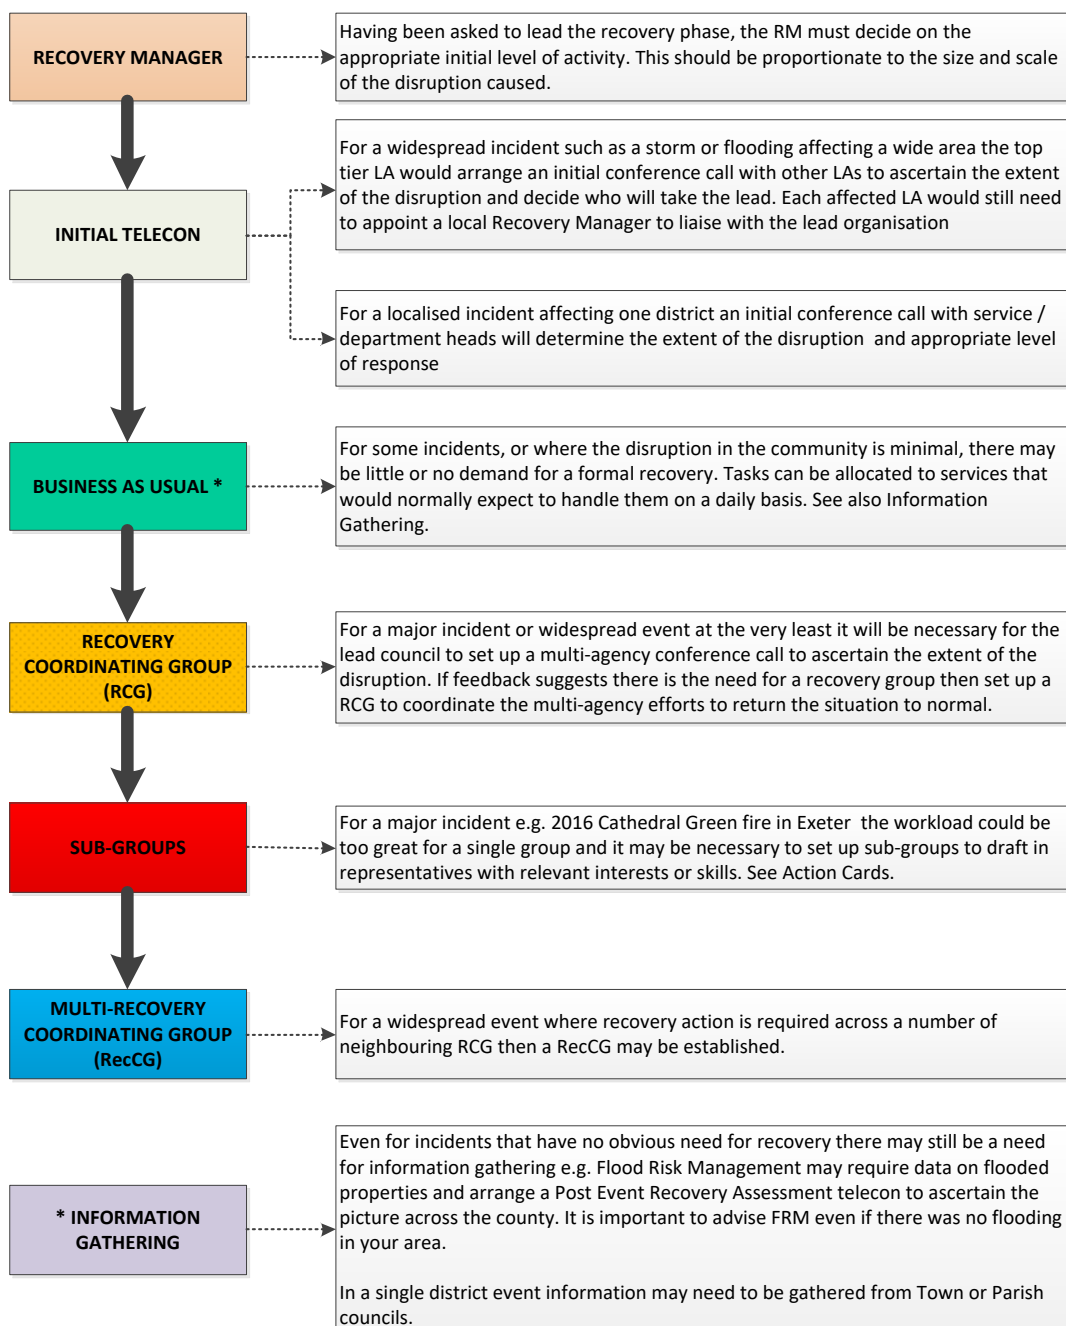 RECOVERY MANAGER
Having been asked to lead the recovery phase, the RM must decide on the
appropriate initial level of activity. This should be proportionate to the size and scale
of the disruption caused.
INITIAL TELECON
For a widespread incident such as a storm or flooding affecting a wide area the top
tier LA would arrange an initial conference call with other LAs to ascertain the extent
of the disruption and decide who will take the lead. Each affected LA would still need
to appoint a local Recovery Manager to liaise with the lead organisation
For a localised incident affecting one district an initial conference call with service /
department heads will determine the extent of the disruption  and appropriate level
of response
BUSINESS AS USUAL *
For some incidents, or where the disruption in the community is minimal, there may
be little or no demand for a formal recovery. Tasks can be allocated to services that
would normally expect to handle them on a daily basis. See also Information
Gathering.
RECOVERY
COORDINATING GROUP
(RCG)
For a major incident or widespread event at the very least it will be necessary for the
lead council to set up a multi-agency conference call to ascertain the extent of the
disruption. If feedback suggests there is the need for a recovery group then set up a
RCG to coordinate the multi-agency efforts to return the situation to normal.
SUB-GROUPS
For a major incident e.g. 2016 Cathedral Green fire in Exeter  the workload could be
too great for a single group and it may be necessary to set up sub-groups to draft in
representatives with relevant interests or skills. See Action Cards.
MULTI-RECOVERY
COORDINATING GROUP
(RecCG)
For a widespread event where recovery action is required across a number of
neighbouring RCG then a RecCG may be established.
* INFORMATION
GATHERING
Even for incidents that have no obvious need for recovery there may still be a need
for information gathering e.g. Flood Risk Management may require data on flooded
properties and arrange a Post Event Recovery Assessment telecon to ascertain the
picture across the county. It is important to advise FRM even if there was no flooding
in your area.
In a single district event information may need to be gathered from Town or Parish
councils.